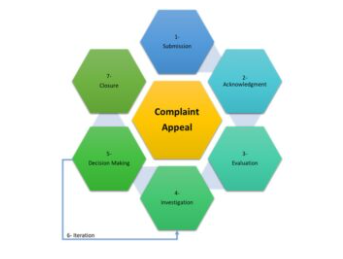 1-
Submission
2-
Acknowledgment
3-
Evaluation
4-
Investigation
5-
Decision Making
6- Iteration
7-
Closure
Complaint
Appeal